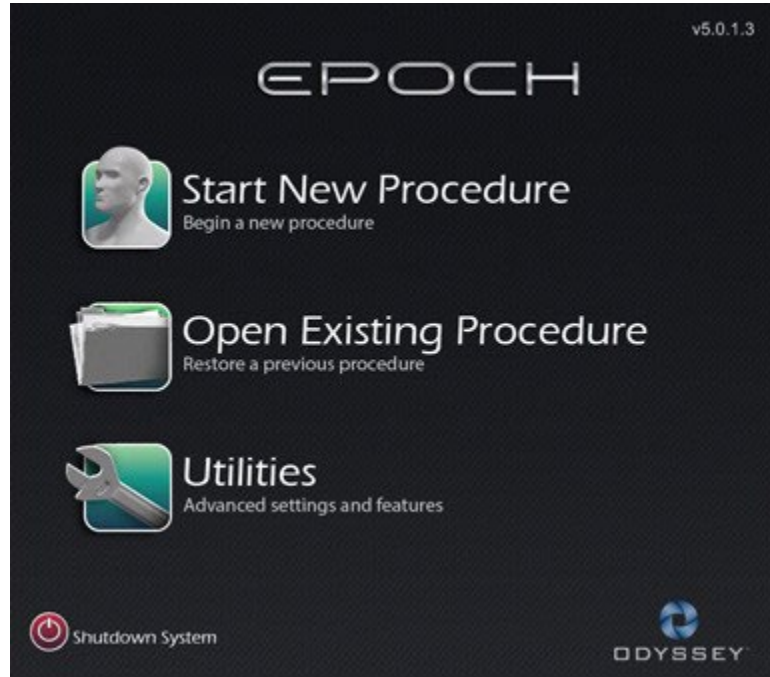 v5.0.1.3
EPOCH
Start New Procedure
Begin a new procedure
Open Existing Procedure
Restore a previous procedure
Utilities
Advanced settings and features
Shutdown System
ODYSSEY